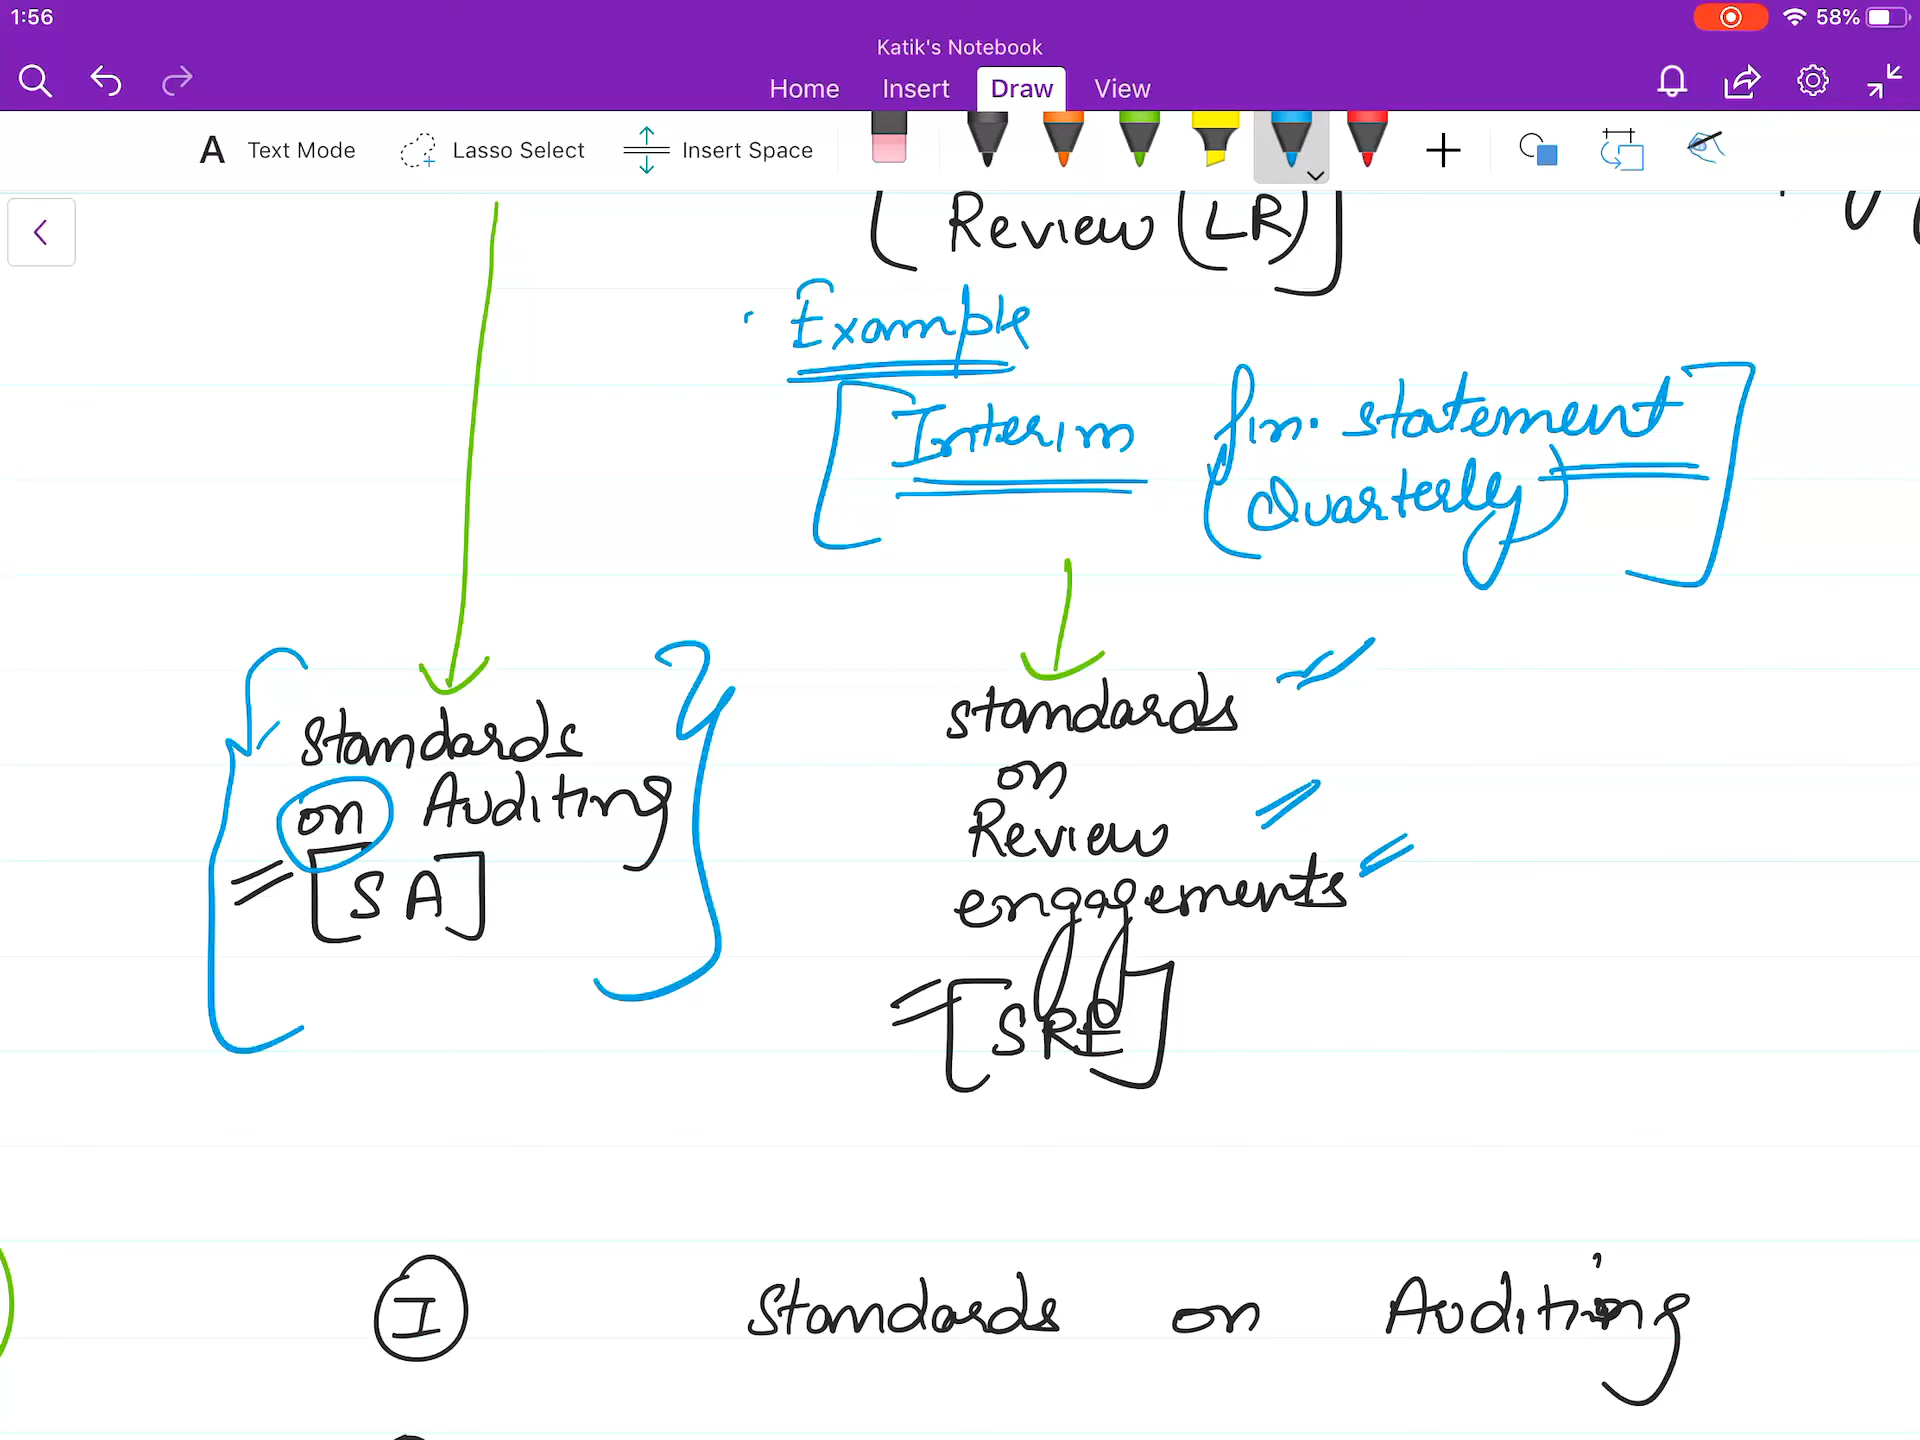 1:56
58%
Katik's Notebook
Home Insert Draw View
A Text Mode Lasso Select Insert Space
[Review (LR)]
Example
[Interim fin. statement
(Quarterly)]
standards
on Auditing
= [SA]
standards
on
Review
engagements
= [SRE]
I standards on Auditing